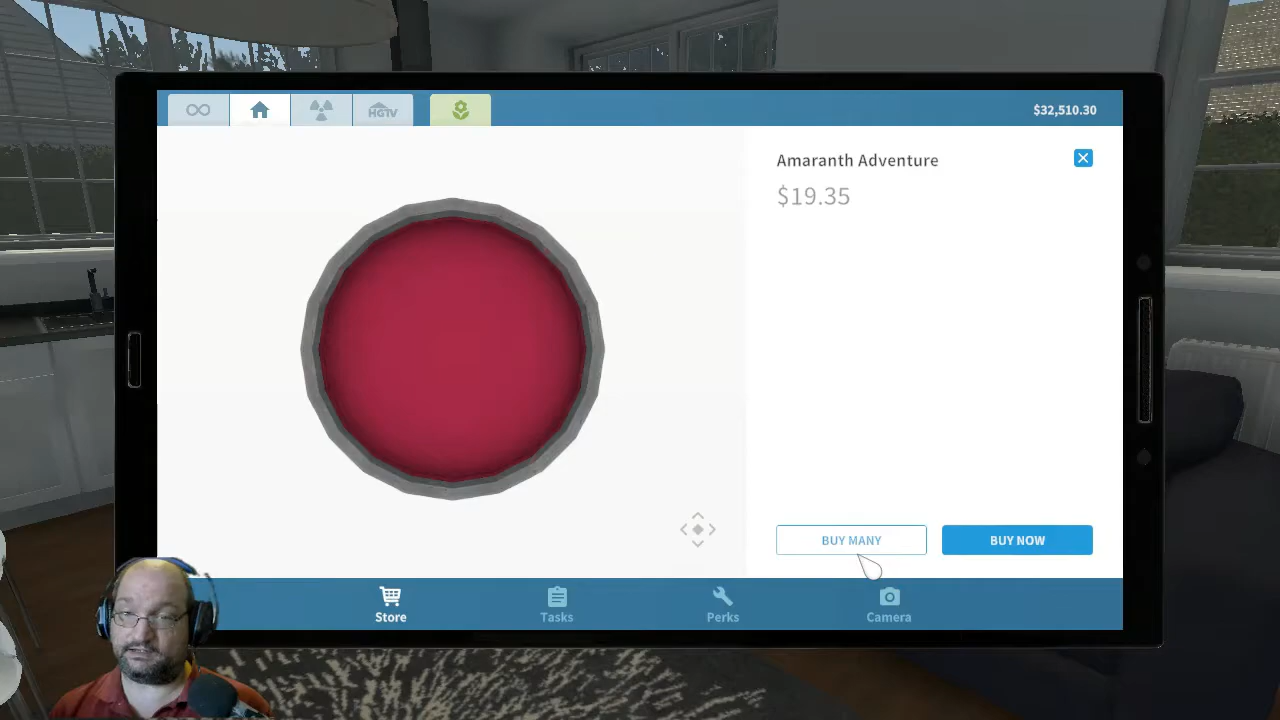 HGTV
$32,510.30
Amaranth Adventure
$19.35
BUY MANY
BUY NOW
Store
Tasks
Perks
Camera